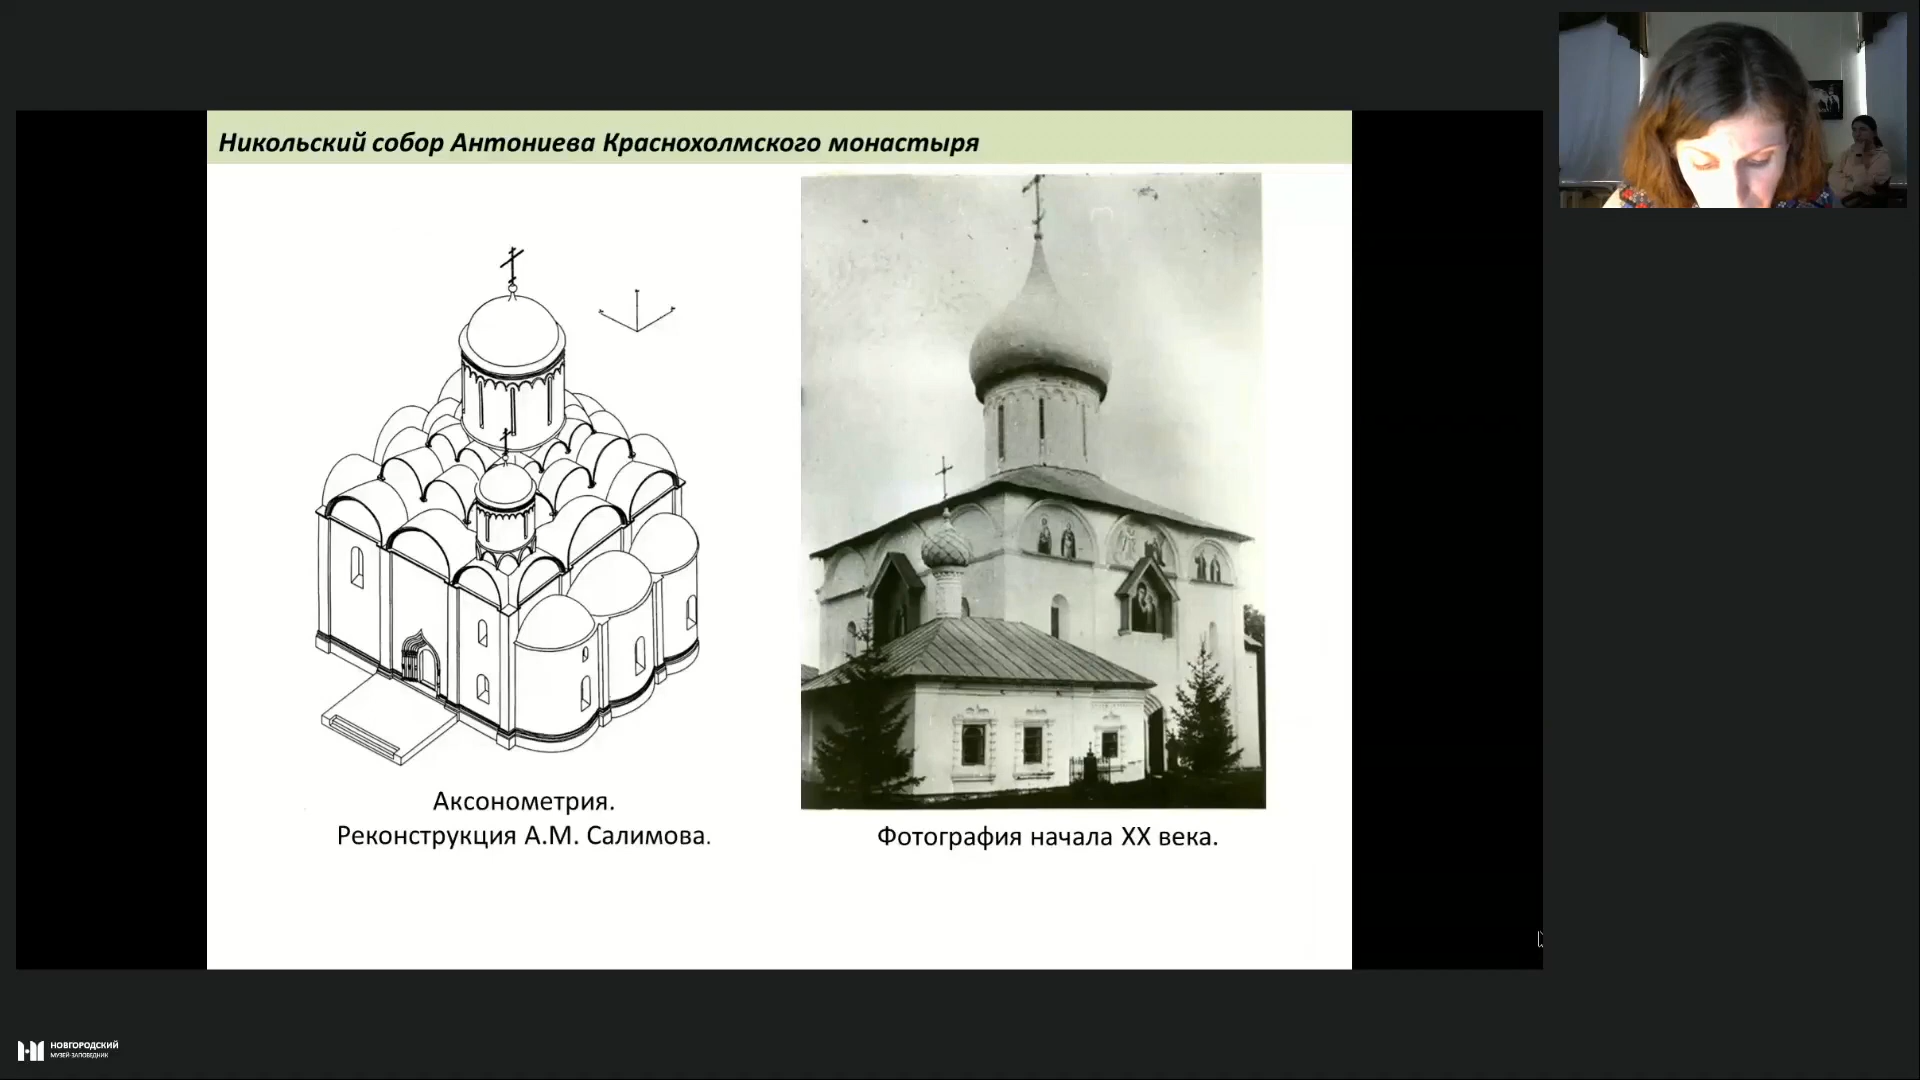 Никольский собор Антониева Краснохолмского монастыря
Аксонометрия.
Реконструкция А.М. Салимова.
Фотография начала XX века.
НОВГОРОДСКИЙ
МУЗЕЙ-ЗАПОВЕДНИК